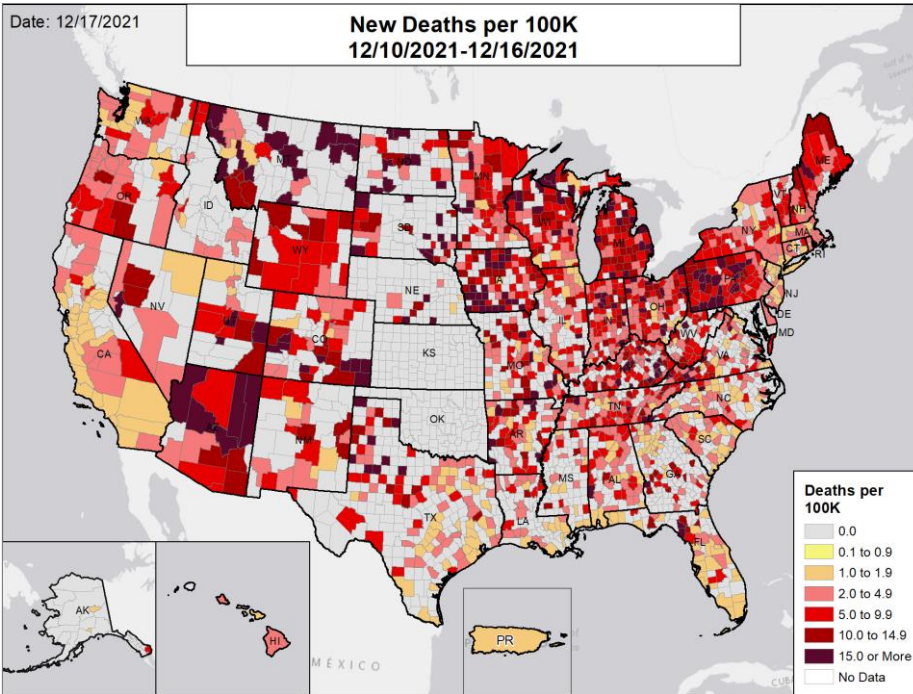 Date: 12/17/2021
New Deaths per 100K
12/10/2021-12/16/2021
WA
MT
ND
MN
ME
OR
ID
SD
WI
VT
NH
NY
MA
WY
MI
CT
RI
IA
PA
NJ
NV
NE
OH
DE
UT
IL
IN
MD
CO
WV
CA
KS
MO
VA
NC
TN
AZ
OK
AR
SC
NM
MS
AL
GA
TX
LA
FL
AK
HI
PR
MÉXICO
CUBA
Deaths per
100K
0.0
0.1 to 0.9
1.0 to 1.9
2.0 to 4.9
5.0 to 9.9
10.0 to 14.9
15.0 or More
No Data